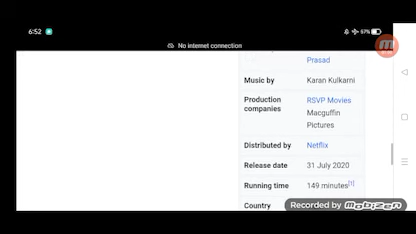 6:52
67%
No internet connection
Prasad
Music by Karan Kulkarni
Production RSVP Movies
companies Macguffin
Pictures
Distributed by Netflix
Release date 31 July 2020
Running time 149 minutes[1]
Country
Recorded by Mobizen